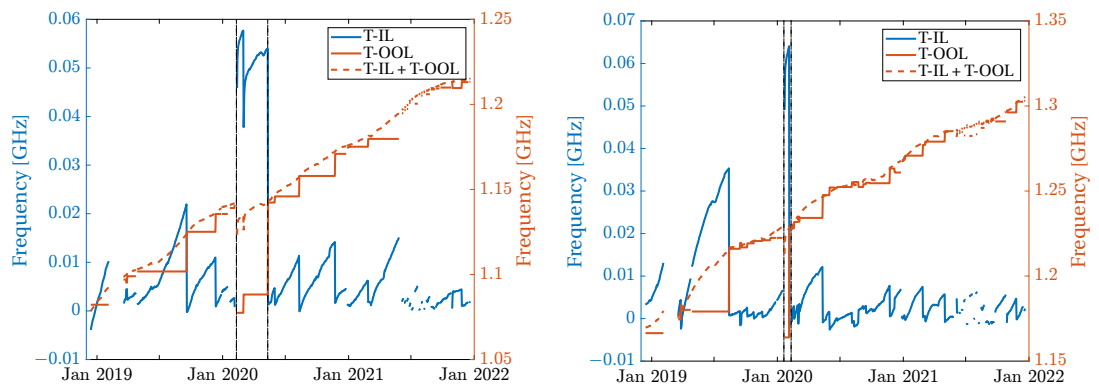 T-IL
T-OOL
T-IL + T-OOL
Frequency [GHz]
0.06
0.05
0.04
0.03
0.02
0.01
0
−0.01
1.25
1.2
1.15
1.1
1.05
Frequency [GHz]
Jan 2019 Jan 2020 Jan 2021 Jan 2022
T-IL
T-OOL
T-IL + T-OOL
Frequency [GHz]
0.07
0.06
0.05
0.04
0.03
0.02
0.01
0
−0.01
1.35
1.3
1.25
1.2
1.15
Frequency [GHz]
Jan 2019 Jan 2020 Jan 2021 Jan 2022